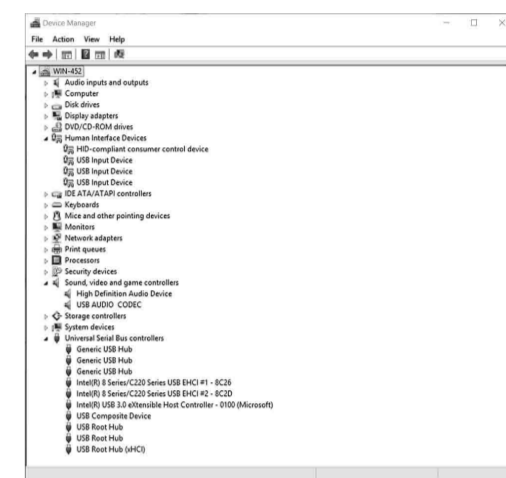 Device Manager
File Action View Help
WIN-452
Audio inputs and outputs
Computer
Disk drives
Display adapters
DVD/CD-ROM drives
Human Interface Devices
HID-compliant consumer control device
USB Input Device
USB Input Device
USB Input Device
IDE ATA/ATAPI controllers
Keyboards
Mice and other pointing devices
Monitors
Network adapters
Print queues
Processors
Security devices
Sound, video and game controllers
High Definition Audio Device
USB AUDIO CODEC
Storage controllers
System devices
Universal Serial Bus controllers
Generic USB Hub
Generic USB Hub
Generic USB Hub
Intel(R) 8 Series/C220 Series USB EHCI #1 - 8C26
Intel(R) 8 Series/C220 Series USB EHCI #2 - 8C2D
Intel(R) USB 3.0 eXtensible Host Controller - 0100 (Microsoft)
USB Composite Device
USB Root Hub
USB Root Hub
USB Root Hub (xHCI)